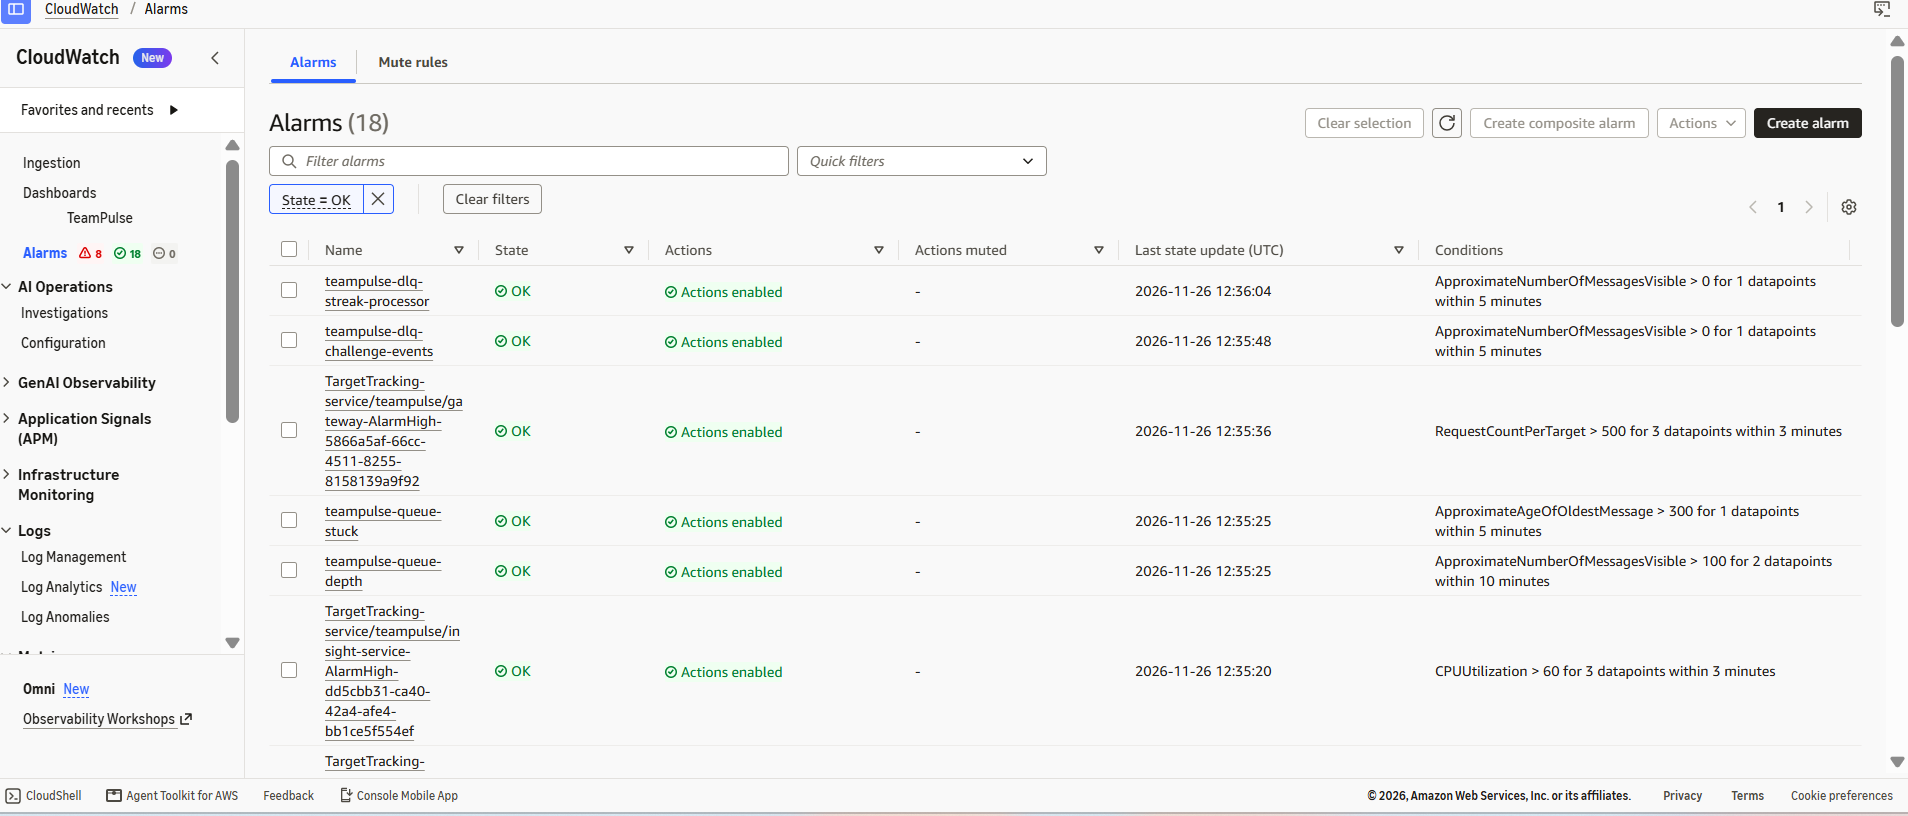 CloudWatch / Alarms
CloudWatch New
Favorites and recents
Ingestion
Dashboards
TeamPulse
Alarms 8 18 0
AI Operations
Investigations
Configuration
GenAI Observability
Application Signals
(APM)
Infrastructure
Monitoring
Logs
Log Management
Log Analytics New
Log Anomalies
Omni New
Observability Workshops
Alarms Mute rules
Alarms (18)
Clear selection Create composite alarm Actions Create alarm
Filter alarms Quick filters
State = OK Clear filters
1
Name State Actions Actions muted Last state update (UTC) Conditions
teampulse-dlq-
streak-processor
OK Actions enabled - 2026-11-26 12:36:04
ApproximateNumberOfMessagesVisible > 0 for 1 datapoints
within 5 minutes
teampulse-dlq-
challenge-events
OK Actions enabled - 2026-11-26 12:35:48
ApproximateNumberOfMessagesVisible > 0 for 1 datapoints
within 5 minutes
TargetTracking-
service/teampulse/ga
teway-AlarmHigh-
5866a5af-66cc-
4511-8255-
8158139a9f92
OK Actions enabled - 2026-11-26 12:35:36
RequestCountPerTarget > 500 for 3 datapoints within 3 minutes
teampulse-queue-
stuck
OK Actions enabled - 2026-11-26 12:35:25
ApproximateAgeOfOldestMessage > 300 for 1 datapoints
within 5 minutes
teampulse-queue-
depth
OK Actions enabled - 2026-11-26 12:35:25
ApproximateNumberOfMessagesVisible > 100 for 2 datapoints
within 10 minutes
TargetTracking-
service/teampulse/in
sight-service-
AlarmHigh-
dd5cbb31-ca40-
42a4-afe4-
bb1ce5f554ef
OK Actions enabled - 2026-11-26 12:35:20
CPUUtilization > 60 for 3 datapoints within 3 minutes
TargetTracking-
CloudShell Agent Toolkit for AWS Feedback Console Mobile App
© 2026, Amazon Web Services, Inc. or its affiliates. Privacy Terms Cookie preferences